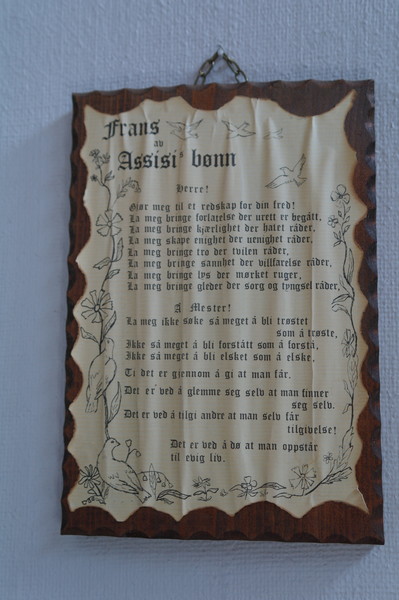 Frans
av
Assisi's bønn
Herre!
Gjør meg til et redskap for din fred!
La meg bringe forlatelse der urett er begått,
La meg bringe kjærlighet der hatet råder,
La meg skape enighet der uenighet råder,
La meg bringe tro der tvilen råder,
La meg bringe sannhet der villfarelse råder,
La meg bringe lys der mørket ruger,
La meg bringe gleder der sorg og tyngsel råder,
Å Mester!
La meg ikke søke så meget å bli trøstet
som å trøste,
Ikke så meget å bli forstått som å forstå,
Ikke så meget å bli elsket som å elske,
Ti det er gjennom å gi at man får.
Det er ved å glemme seg selv at man finner
seg selv.
Det er ved å tilgi andre at man selv får
tilgivelse!
Det er ved å dø at man oppstår
til evig liv.